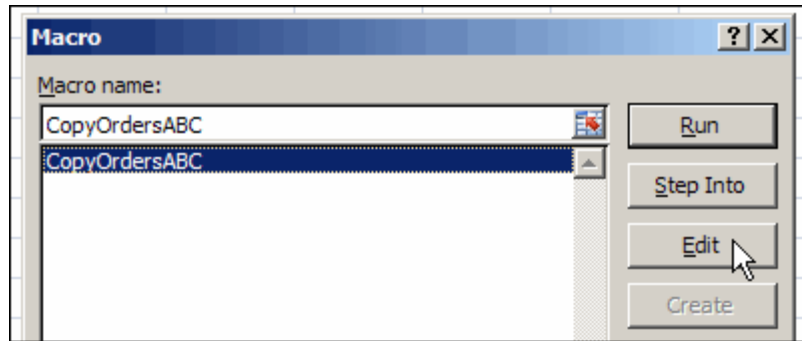 Macro
?
Macro name:
CopyOrdersABC
Run
CopyOrdersABC
Step Into
Edit
Create